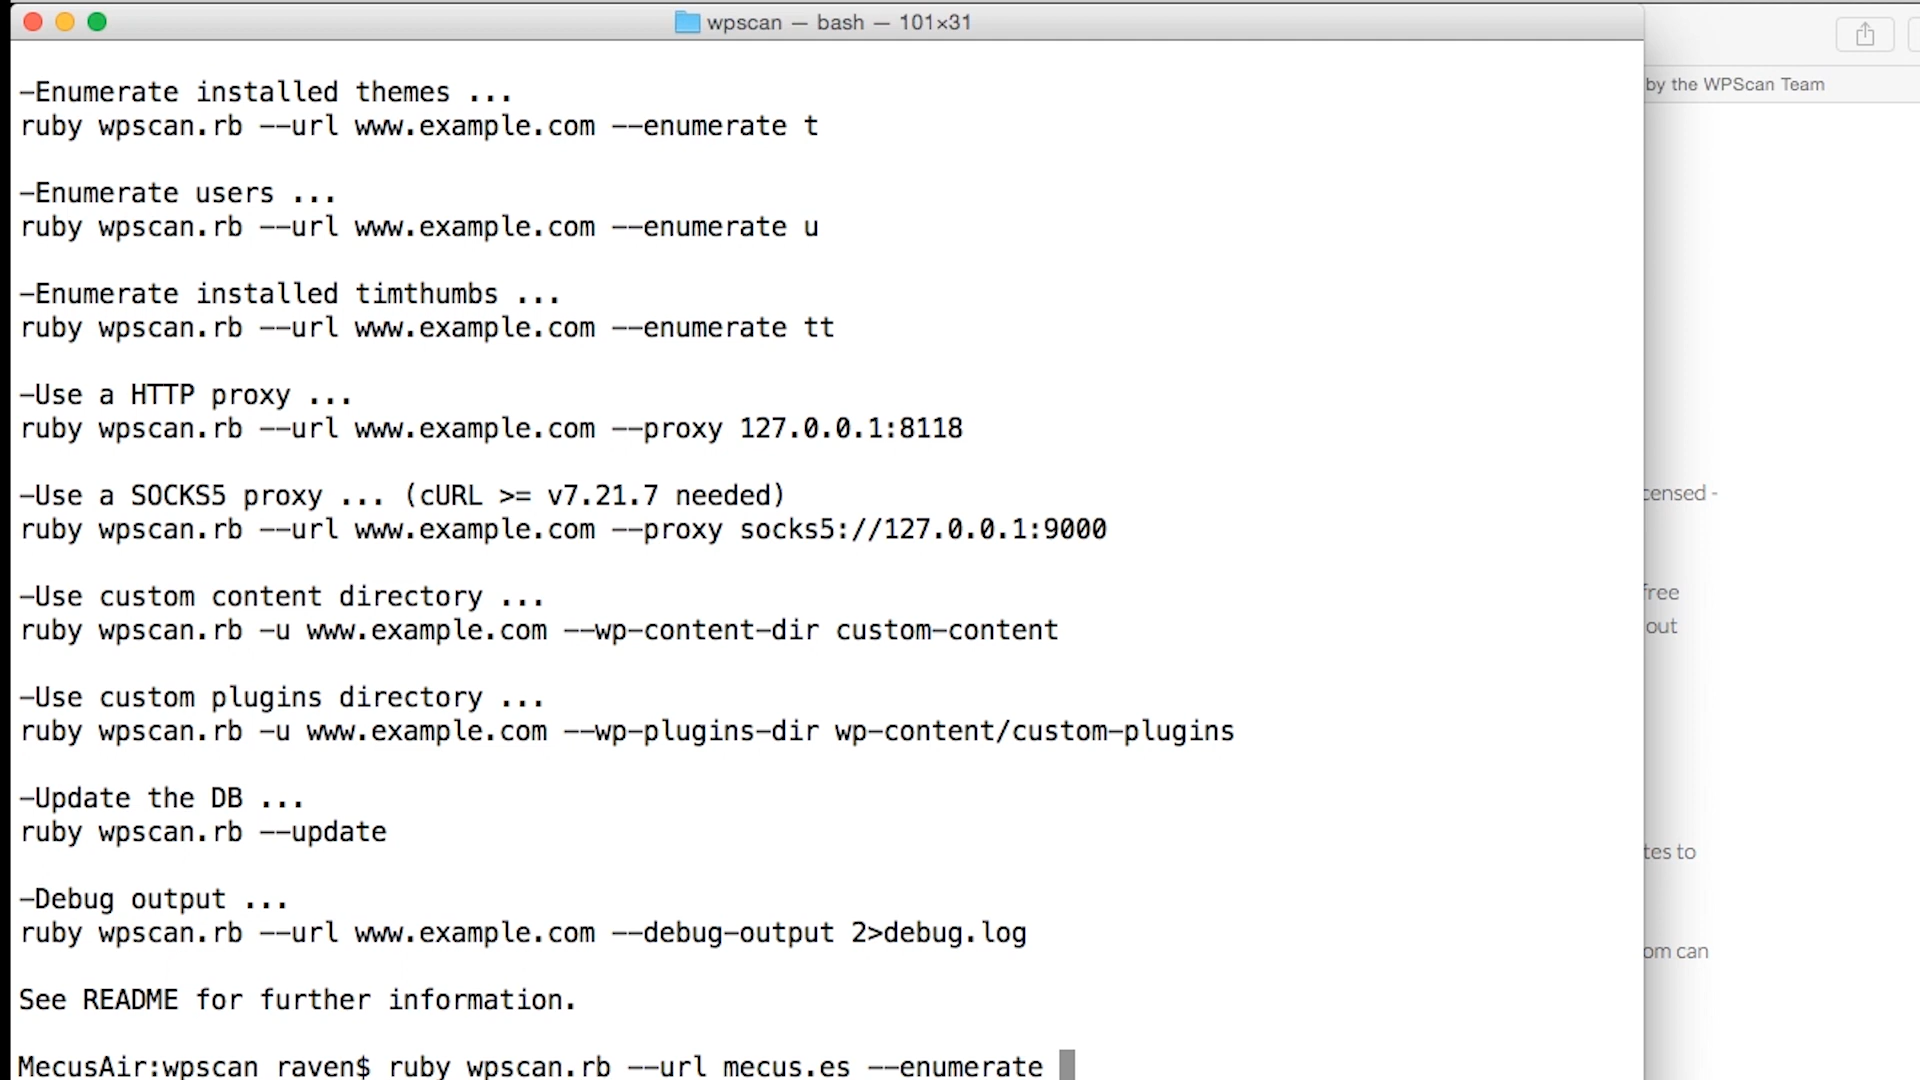 wpscan — bash — 101×31
by the WPScan Team
-Enumerate installed themes ...
ruby wpscan.rb --url www.example.com --enumerate t
-Enumerate users ...
ruby wpscan.rb --url www.example.com --enumerate u
-Enumerate installed timthumbs ...
ruby wpscan.rb --url www.example.com --enumerate tt
-Use a HTTP proxy ...
ruby wpscan.rb --url www.example.com --proxy 127.0.0.1:8118
-Use a SOCKS5 proxy ... (cURL >= v7.21.7 needed)
ruby wpscan.rb --url www.example.com --proxy socks5://127.0.0.1:9000
-Use custom content directory ...
ruby wpscan.rb -u www.example.com --wp-content-dir custom-content
-Use custom plugins directory ...
ruby wpscan.rb -u www.example.com --wp-plugins-dir wp-content/custom-plugins
-Update the DB ...
ruby wpscan.rb --update
-Debug output ...
ruby wpscan.rb --url www.example.com --debug-output 2>debug.log
See README for further information.
MecusAir:wpscan raven$ ruby wpscan.rb --url mecus.es --enumerate
censed -
free
out
tes to
om can